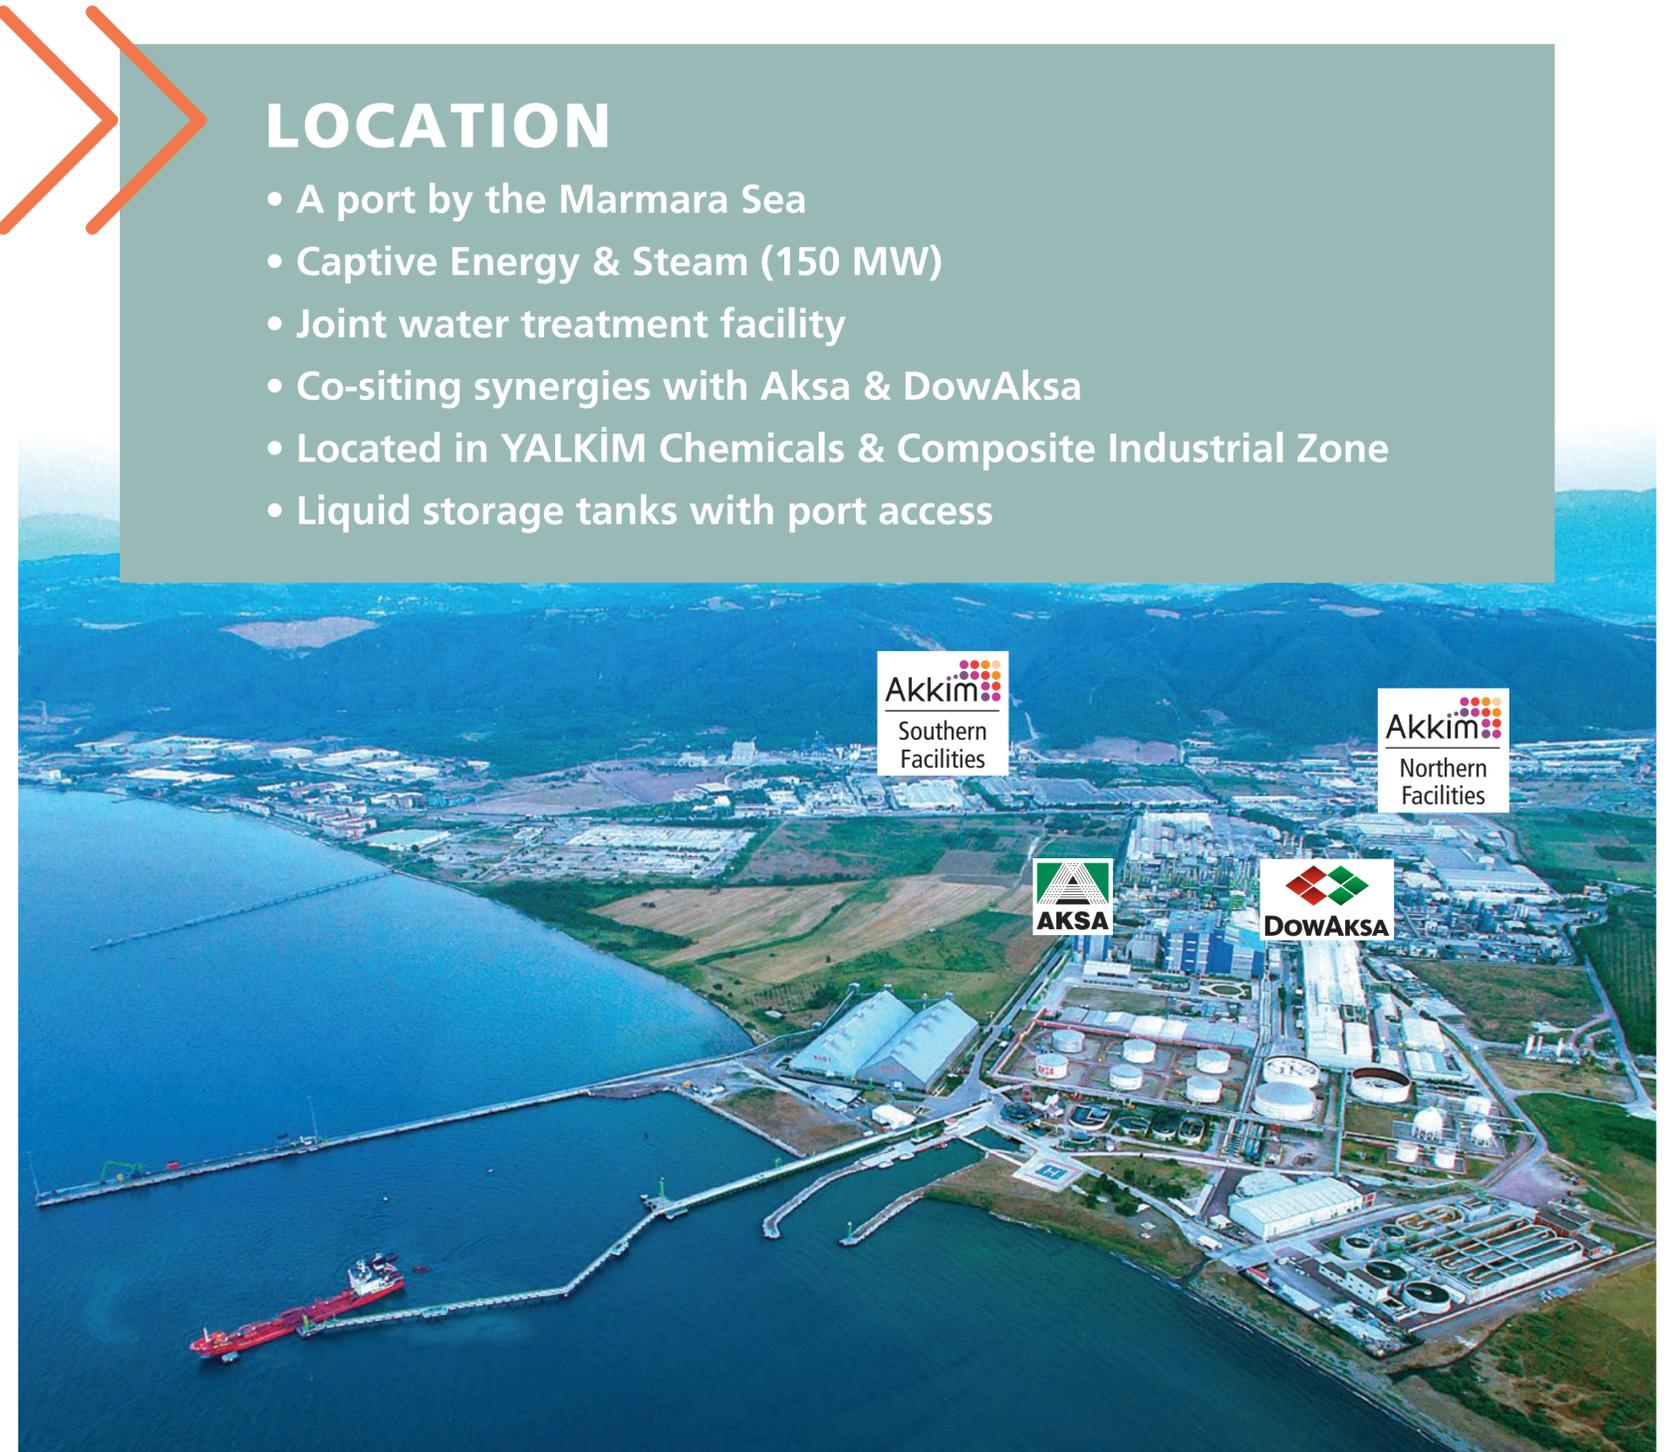 LOCATION
• A port by the Marmara Sea
• Captive Energy & Steam (150 MW)
• Joint water treatment facility
• Co-siting synergies with Aksa & DowAksa
• Located in YALKİM Chemicals & Composite Industrial Zone
• Liquid storage tanks with port access
Akkim
Southern
Facilities
Akkim
Northern
Facilities
AKSA
DOWAKSA